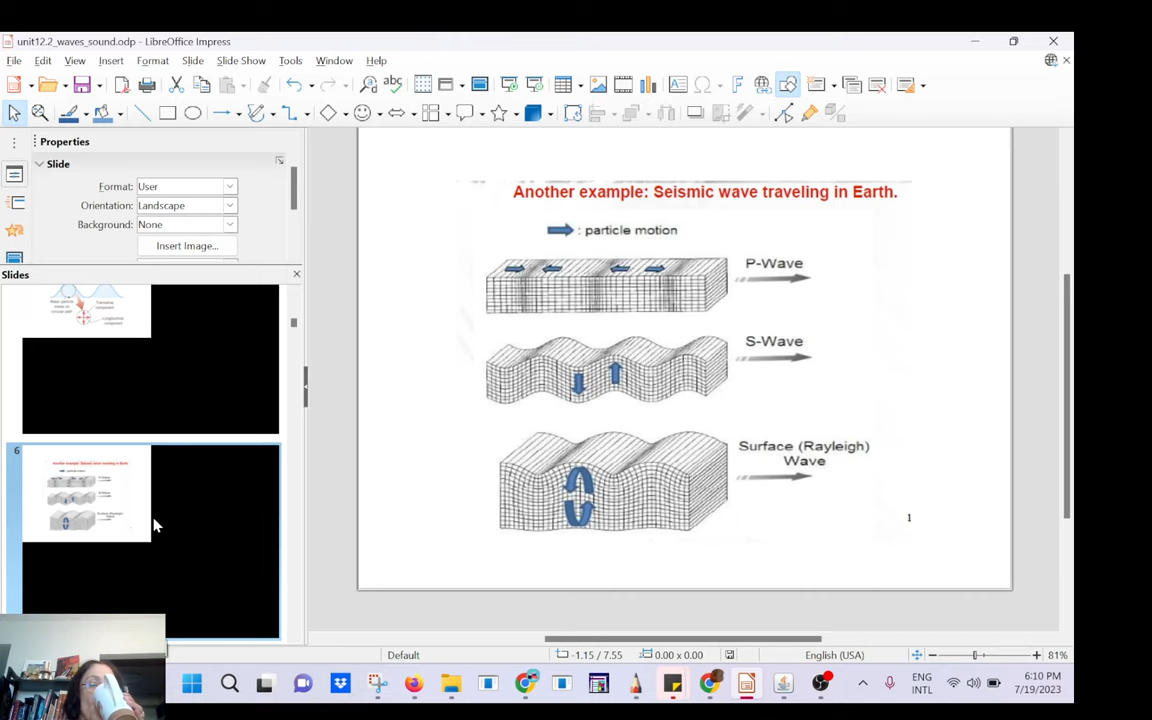 unit12.2_waves_sound.odp - LibreOffice Impress
File Edit View Insert Format Slide Slide Show Tools Window Help
Properties
Slide
Format: User
Orientation: Landscape
Background: None
Insert Image...
Slides
6
Another example: Seismic wave traveling in Earth.
: particle motion
P-Wave
S-Wave
Surface (Rayleigh)
Wave
1
-1.15 / 7.55 0.00 x 0.00 Default English (USA) 81%
ENG
INTL
6:10 PM
7/19/2023